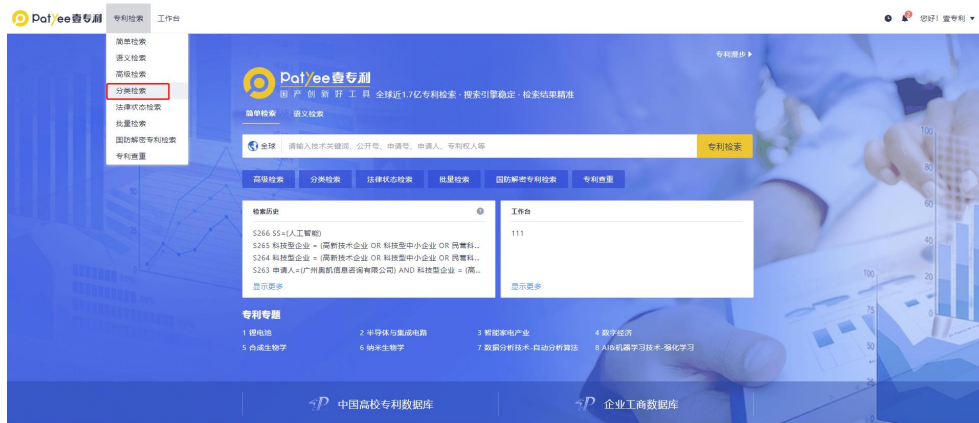 Patyee壹专利 专利检索 工作台 2 您好！壹专利
简单检索
语义检索
高级检索
分类检索
法律状态检索
批量检索
国防解密专利检索
专利查重
专利漫步
Patyee壹专利
国产创新好工具 全球近1.7亿专利检索 - 搜索引擎稳定 - 检索结果精准
简单检索 语义检索
全球 请输入技术关键词、公开号、申请号、申请人、专利权人等 专利检索
高级检索 分类检索 法律状态检索 批量检索 国防解密专利检索 专利查重
检索历史
S266 SS=(人工智能)
S265 科技型企业 = (高新技术企业 OR 科技型中小企业 OR 民营科...
S264 科技型企业 = (高新技术企业 OR 科技型中小企业 OR 民营科...
S263 申请人=(广州奥凯信息咨询有限公司) AND 科技型企业 = (高...
显示更多
工作台
111
显示更多
专利专题
1 锂电池 2 半导体与集成电路 3 智能家电产业 4 数字经济
5 合成生物学 6 纳米生物学 7 数据分析技术-自动分析算法 8 AI&机器学习技术-强化学习
中国高校专利数据库 企业工商数据库